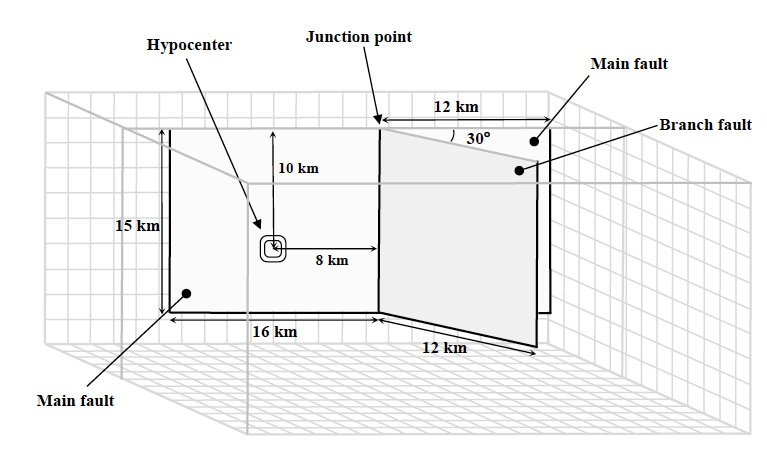 Junction point
Hypocenter
Main fault
12 km
Branch fault
30°
10 km
15 km
8 km
16 km
12 km
Main fault